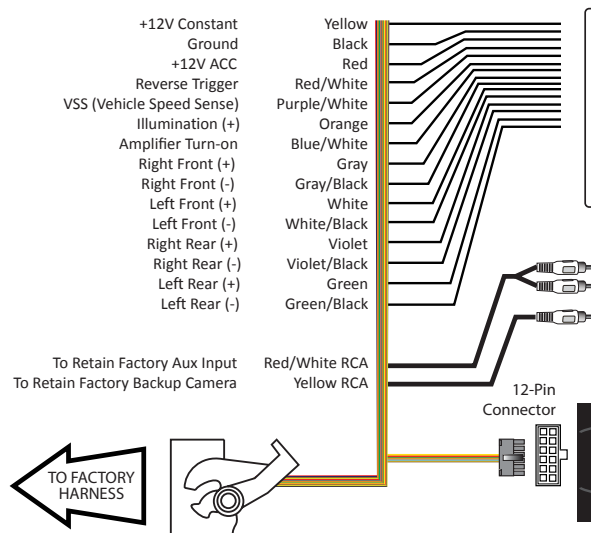 +12V Constant Yellow
Ground Black
+12V ACC Red
Reverse Trigger Red/White
VSS (Vehicle Speed Sense) Purple/White
Illumination (+) Orange
Amplifier Turn-on Blue/White
Right Front (+) Gray
Right Front (-) Gray/Black
Left Front (+) White
Left Front (-) White/Black
Right Rear (+) Violet
Right Rear (-) Violet/Black
Left Rear (+) Green
Left Rear (-) Green/Black
To Retain Factory Aux Input Red/White RCA
To Retain Factory Backup Camera Yellow RCA
12-Pin
Connector
TO FACTORY
HARNESS